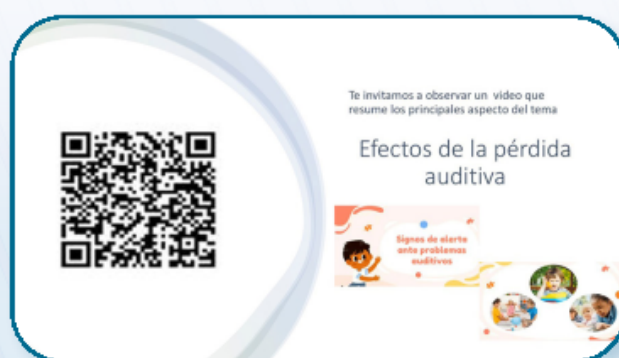 Te invitamos a observar un video que
resume los principales aspecto del tema
Efectos de la pérdida
auditiva
Signos de alerta
ante problemas
auditivos